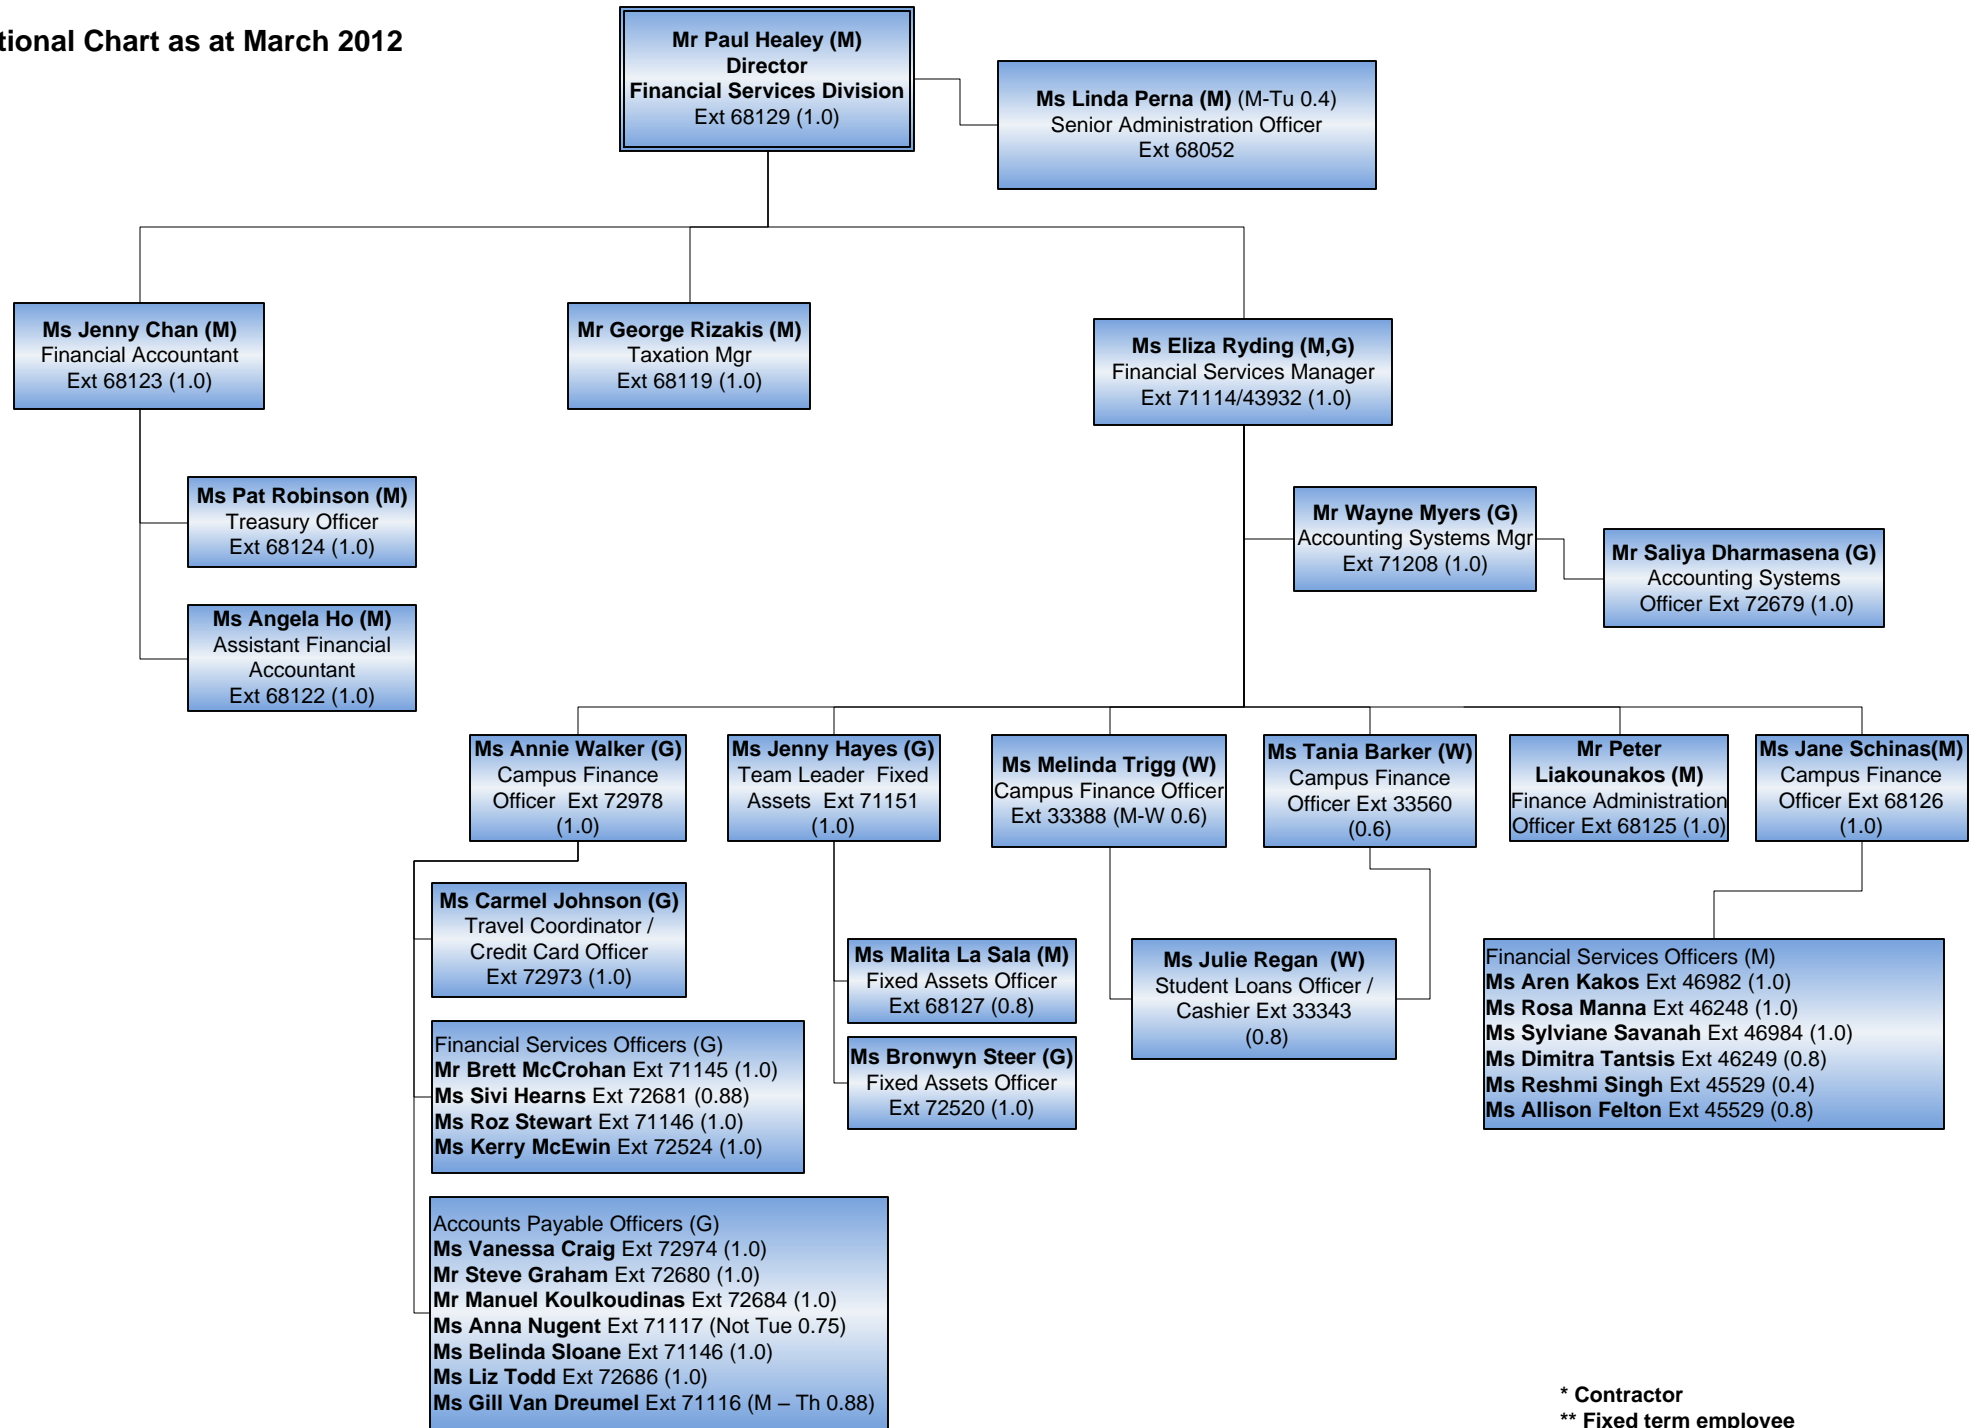 tional Chart as at March 2012
Mr Paul Healey (M)
Director
Financial Services Division
Ext 68129 (1.0)
Ms Linda Perna (M) (M-Tu 0.4)
Senior Administration Officer
Ext 68052
Ms Jenny Chan (M)
Financial Accountant
Ext 68123 (1.0)
Mr George Rizakis (M)
Taxation Mgr
Ext 68119 (1.0)
Ms Eliza Ryding (M,G)
Financial Services Manager
Ext 71114/43932 (1.0)
Ms Pat Robinson (M)
Treasury Officer
Ext 68124 (1.0)
Mr Wayne Myers (G)
Accounting Systems Mgr
Ext 71208 (1.0)
Mr Saliya Dharmasena (G)
Accounting Systems
Officer Ext 72679 (1.0)
Ms Angela Ho (M)
Assistant Financial
Accountant
Ext 68122 (1.0)
Ms Annie Walker (G)
Campus Finance
Officer  Ext 72978
(1.0)
Ms Jenny Hayes (G)
Team Leader  Fixed
Assets  Ext 71151
(1.0)
Ms Melinda Trigg (W)
Campus Finance Officer
Ext 33388 (M-W 0.6)
Ms Tania Barker (W)
Campus Finance
Officer Ext 33560
(0.6)
Mr Peter
Liakounakos (M)
Finance Administration
Officer Ext 68125 (1.0)
Ms Jane Schinas(M)
Campus Finance
Officer Ext 68126
(1.0)
Ms Carmel Johnson (G)
Travel Coordinator /
Credit Card Officer
Ext 72973 (1.0)
Ms Malita La Sala (M)
Fixed Assets Officer
Ext 68127 (0.8)
Ms Julie Regan  (W)
Student Loans Officer /
Cashier Ext 33343
(0.8)
Financial Services Officers (M)
Ms Aren Kakos Ext 46982 (1.0)
Ms Rosa Manna Ext 46248 (1.0)
Ms Sylviane Savanah Ext 46984 (1.0)
Ms Dimitra Tantsis Ext 46249 (0.8)
Ms Reshmi Singh Ext 45529 (0.4)
Ms Allison Felton Ext 45529 (0.8)
Financial Services Officers (G)
Mr Brett McCrohan Ext 71145 (1.0)
Ms Sivi Hearns Ext 72681 (0.88)
Ms Roz Stewart Ext 71146 (1.0)
Ms Kerry McEwin Ext 72524 (1.0)
Ms Bronwyn Steer (G)
Fixed Assets Officer
Ext 72520 (1.0)
Accounts Payable Officers (G)
Ms Vanessa Craig Ext 72974 (1.0)
Mr Steve Graham Ext 72680 (1.0)
Mr Manuel Koulkoudinas Ext 72684 (1.0)
Ms Anna Nugent Ext 71117 (Not Tue 0.75)
Ms Belinda Sloane Ext 71146 (1.0)
Ms Liz Todd Ext 72686 (1.0)
Ms Gill Van Dreumel Ext 71116 (M – Th 0.88)
* Contractor
** Fixed term employee